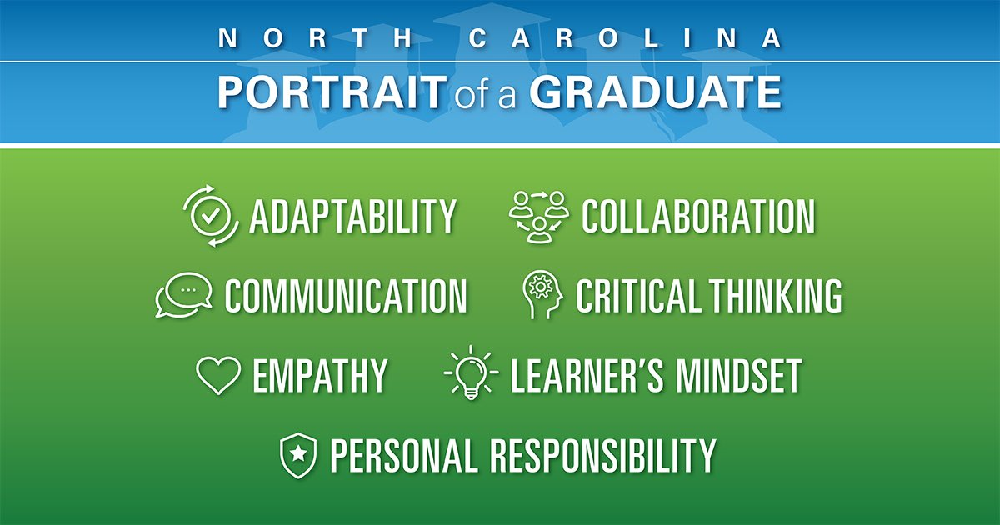 NORTH CAROLINA
PORTRAIT of a GRADUATE
ADAPTABILITY
COLLABORATION
COMMUNICATION
CRITICAL THINKING
EMPATHY
LEARNER'S MINDSET
PERSONAL RESPONSIBILITY